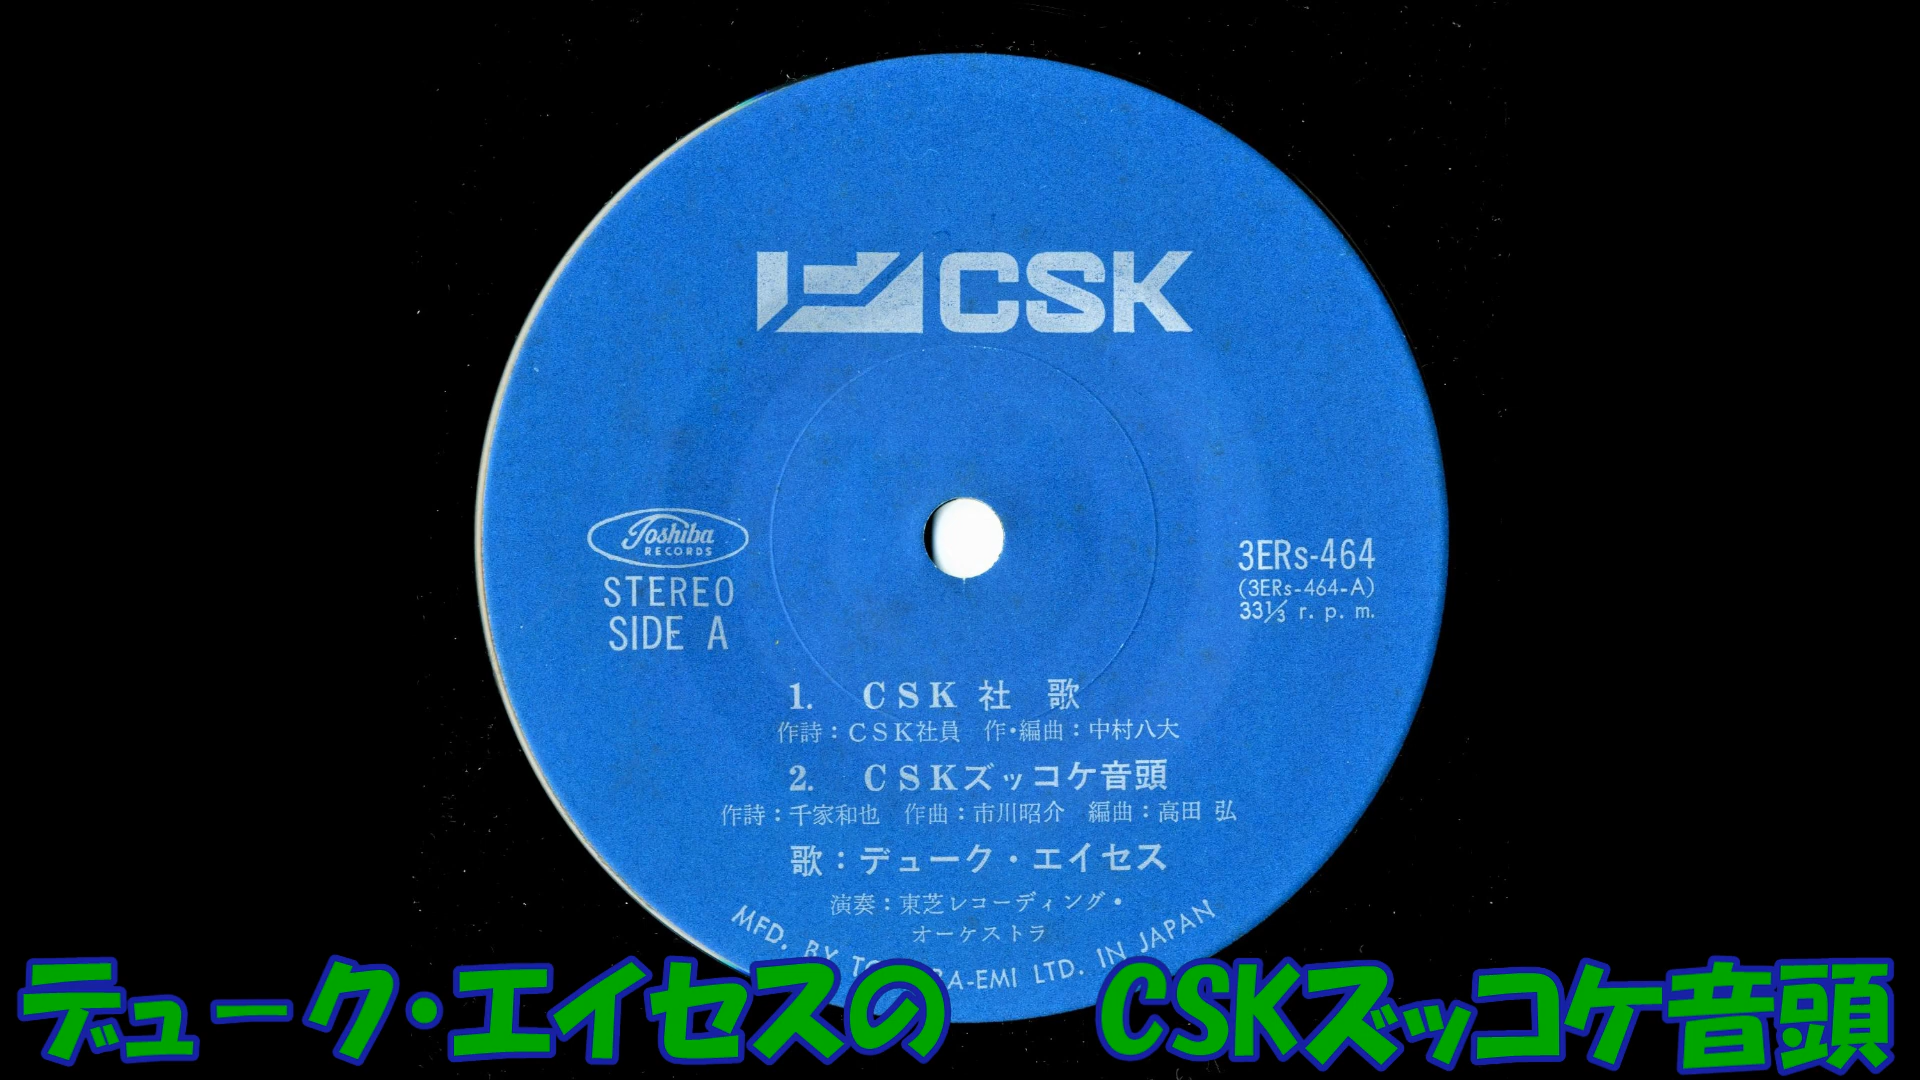 CSK
Toshiba
RECORDS
STEREO
SIDE A
3ERs-464
(3ERs-464-A)
33⅓ r. p. m.
1. CSK 社 歌
作詩：CSK社員 作・編曲：中村八大
2. CSKズッコケ音頭
作詩：千家和也 作曲：市川昭介 編曲：高田 弘
歌：デューク・エイセス
演奏：東芝レコーディング・
オーケストラ
MFD. BY LTD. IN JAPAN
デューク・エイセスの CSKズッコケ音頭